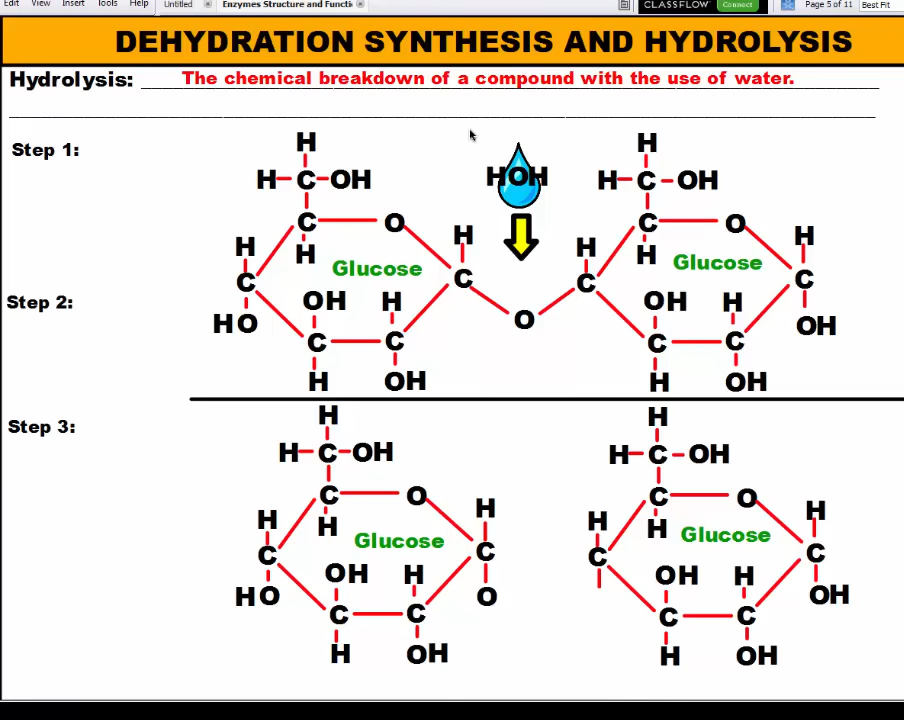 Edit View Insert Tools Help Untitled Enzymes Structure and Functi CLASSFLOW Connect Page 5 of 11 Best Fit
DEHYDRATION SYNTHESIS AND HYDROLYSIS
Hydrolysis: The chemical breakdown of a compound with the use of water.
Step 1:
H H
H C OH HOH H C OH
C O H C O H
H H H H
Glucose Glucose
C C C C
Step 2: OH H OH H
HO O OH
C C C C
H OH H OH
Step 3:
H H
H C OH H C OH
C O H C O H
H H H H
Glucose Glucose
C C C C
OH H OH H
HO O OH
C C C C
H OH H OH